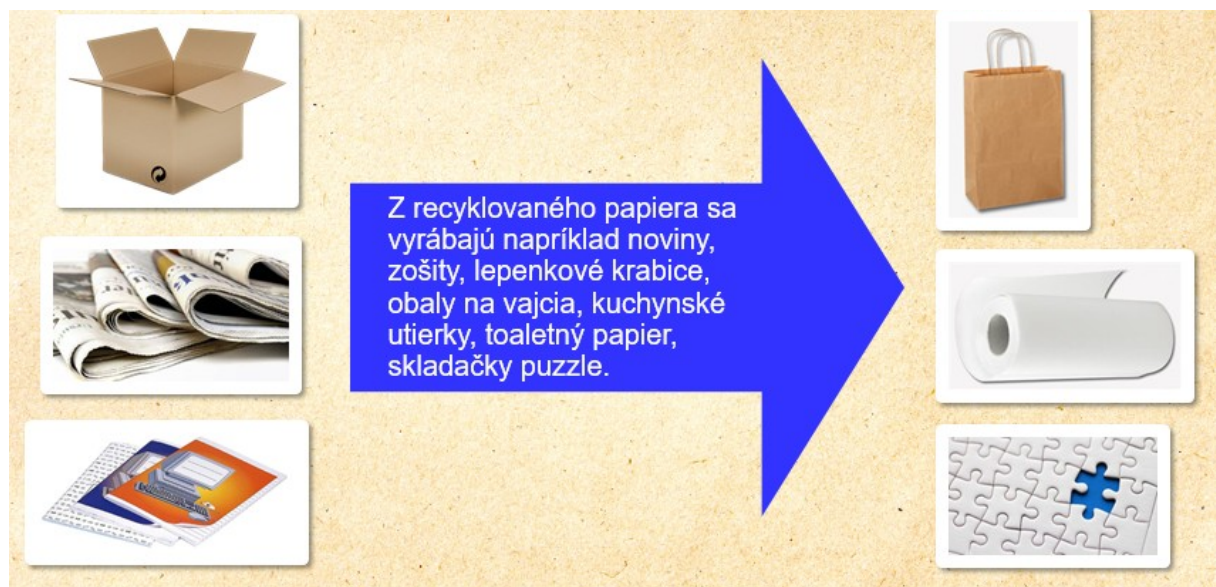 Z recyklovaného papiera sa
vyrábajú napríklad noviny,
zošity, lepenkové krabice,
obaly na vajcia, kuchynské
utierky, toaletný papier,
skladačky puzzle.